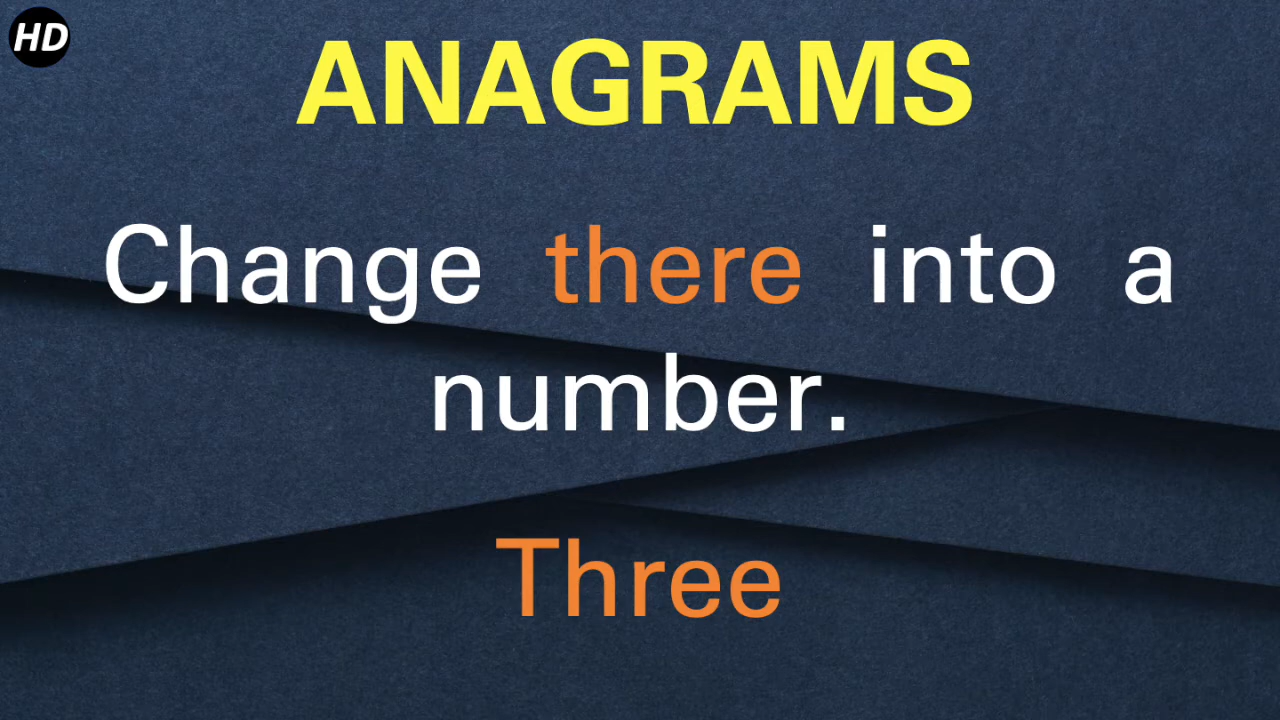 HD
ANAGRAMS
Change there into a
number.
Three